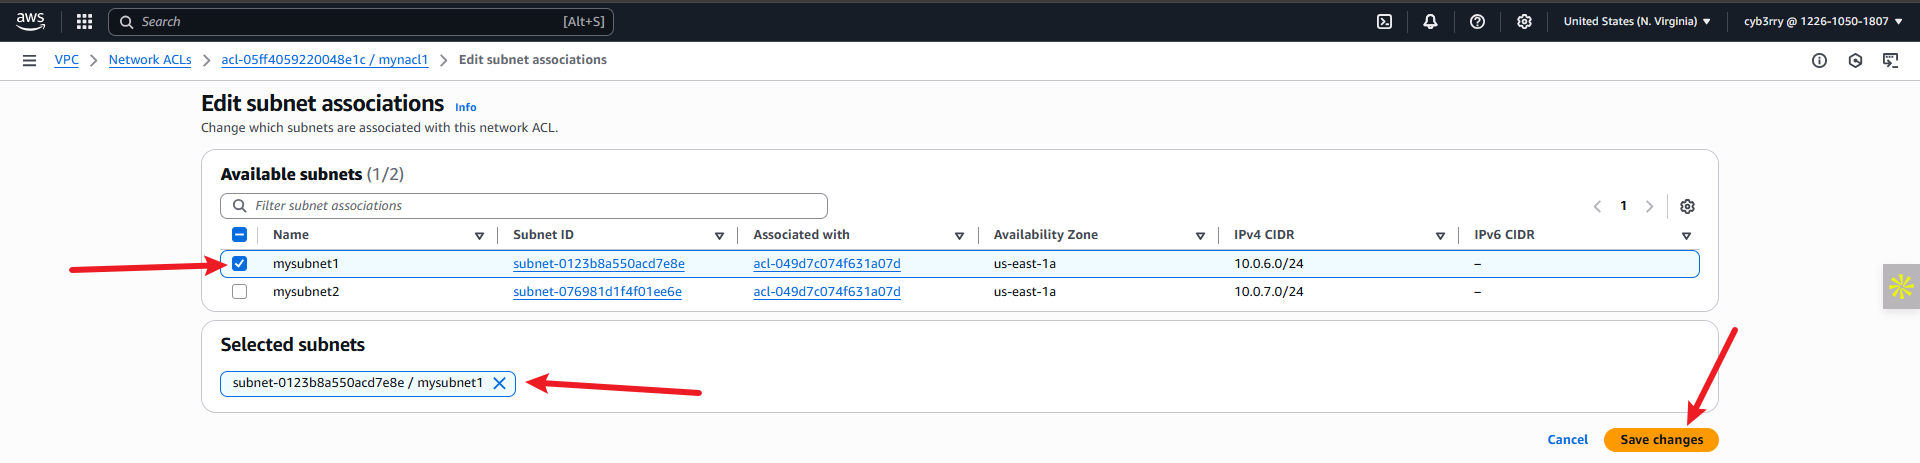 aws Search [Alt+S] United States (N. Virginia) cyb3rry @ 1226-1050-1807
VPC Network ACLs acl-05ff4059220048e1c / mynacl1 Edit subnet associations
Edit subnet associations Info
Change which subnets are associated with this network ACL.
Available subnets (1/2)
Filter subnet associations 1
Name Subnet ID Associated with Availability Zone IPv4 CIDR IPv6 CIDR
mysubnet1 subnet-0123b8a550acd7e8e acl-049d7c074f631a07d us-east-1a 10.0.6.0/24 –
mysubnet2 subnet-076981d1f4f01ee6e acl-049d7c074f631a07d us-east-1a 10.0.7.0/24 –
Selected subnets
subnet-0123b8a550acd7e8e / mysubnet1
Cancel Save changes